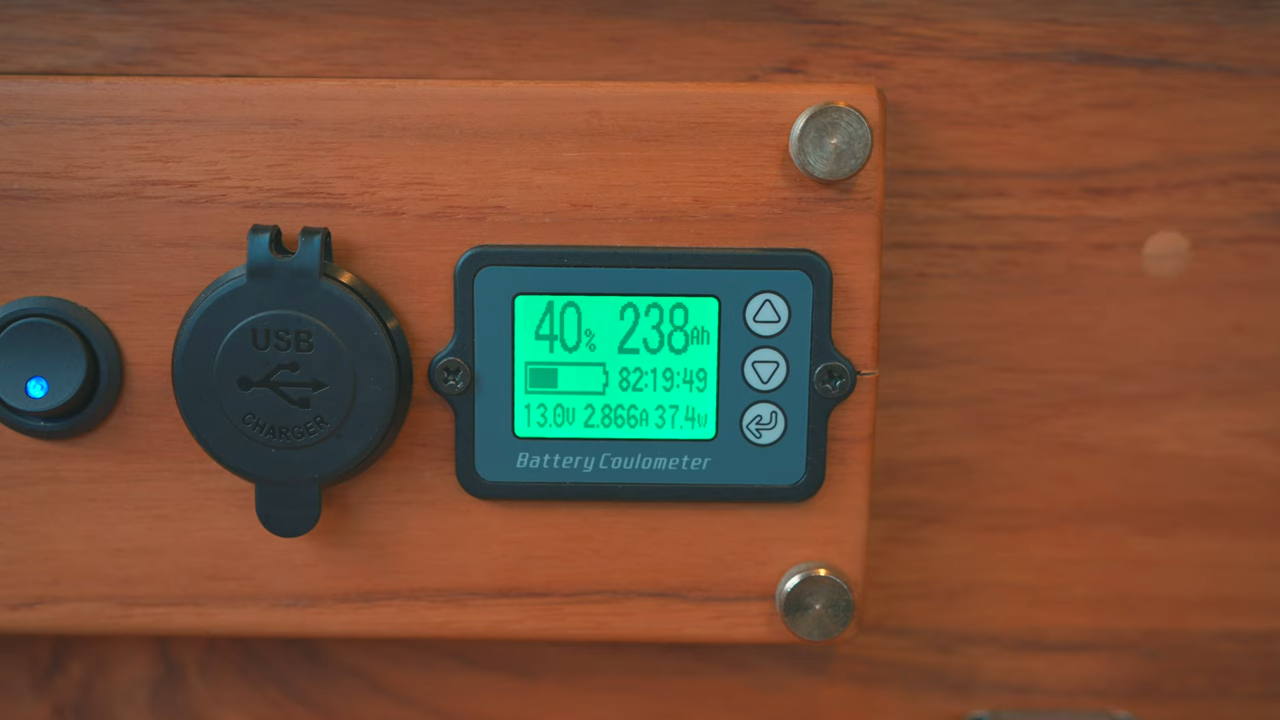 USB
CHARGER
40% 238Ah
82:19:49
13.0V 2.866A 37.4W
Battery Coulometer